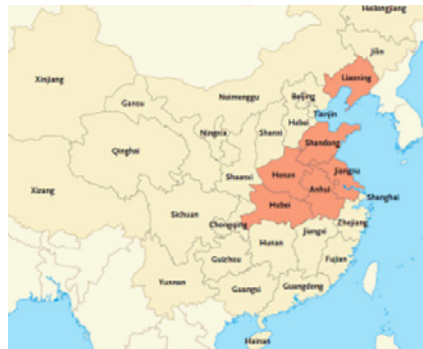 Heilongjiang
Jilin
Liaoning
Xinjiang
Neimenggu
Beijing
Gansu
Tianjin
Hebei
Ningxia
Shanxi
Shandong
Qinghai
Shaanxi
Henan
Jiangsu
Anhui
Xizang
Shanghai
Hubei
Sichuan
Chongqing
Zhejiang
Hunan
Jiangxi
Guizhou
Fujian
Yunnan
Guangxi
Guangdong
Hainan